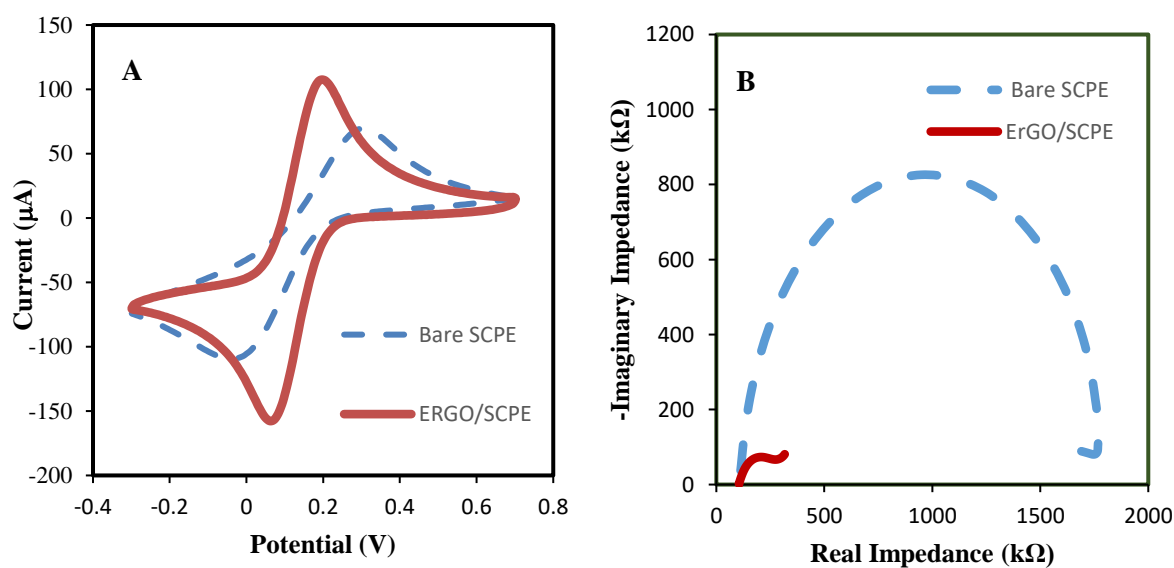 A
150
100
50
0
-50
-100
-150
-200
Current (µA)
-0.4
-0.2
0
0.2
0.4
0.6
0.8
Potential (V)
Bare SCPE
ERGO/SCPE
B
1200
1000
800
600
400
200
0
-Imaginary Impedance (kΩ)
0
500
1000
1500
2000
Real Impedance (kΩ)
Bare SCPE
ErGO/SCPE